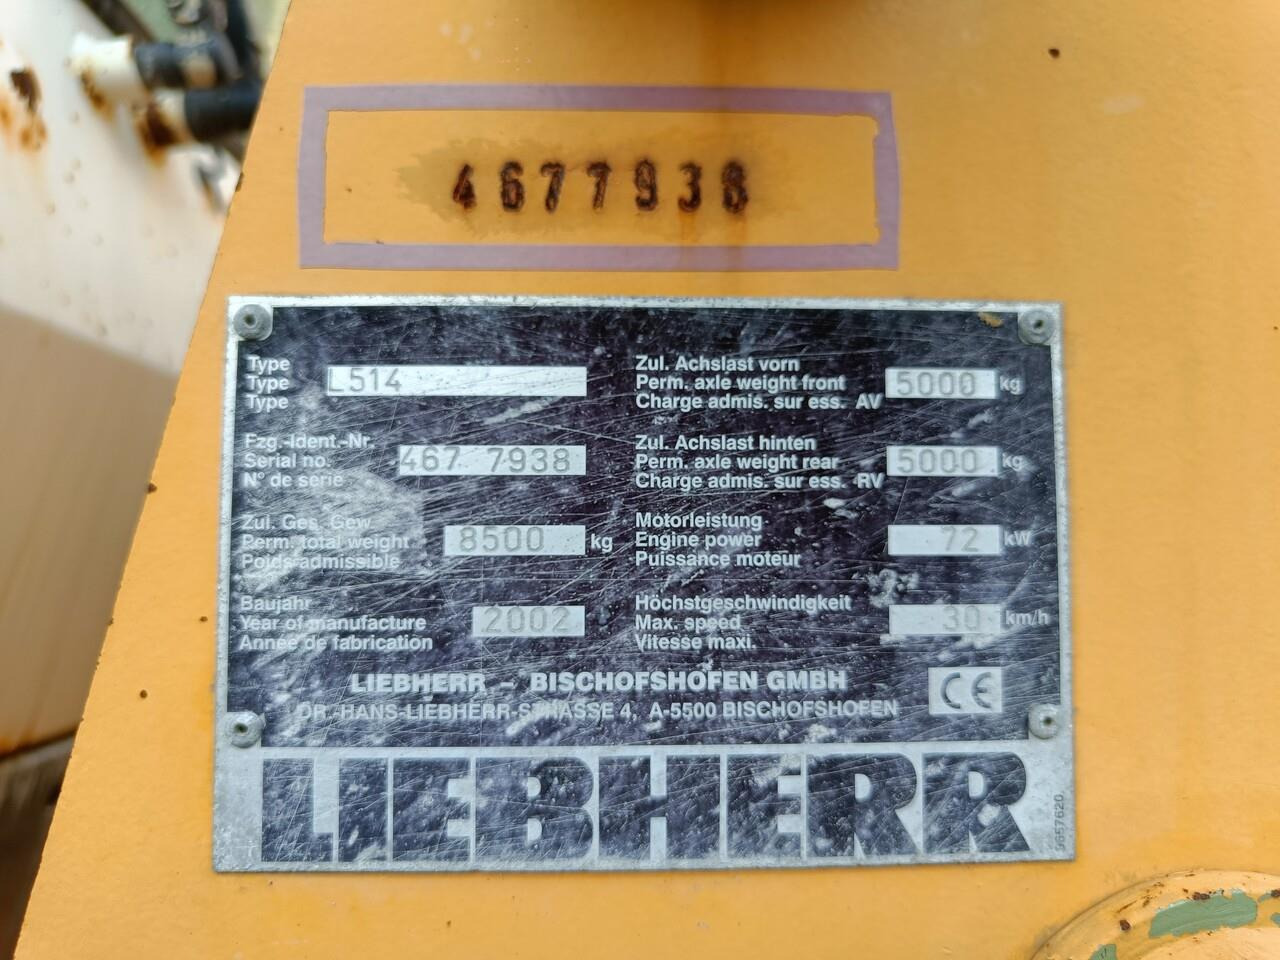 4677938
Type
Type L514
Type
Fzg.-Ident.-Nr.
Serial no. 467 7938
N° de serie
Zul. Ges. Gew.
Perm. total weight 8500 kg
Poids admissible
Baujahr
Year of manufacture 2002
Année de fabrication
Zul. Achslast vorn
Perm. axle weight front 5000 kg
Charge admis. sur ess. AV
Zul. Achslast hinten
Perm. axle weight rear 5000 kg
Charge admis. sur ess. RV
Motorleistung
Engine power 72 kW
Puissance moteur
Höchstgeschwindigkeit
Max. speed 30 km/h
Vitesse maxi.
LIEBHERR - BISCHOFSHOFEN GMBH
DR.-HANS-LIEBHERR-STRASSE 4, A-5500 BISCHOFSHOFEN
CE
LIEBHERR